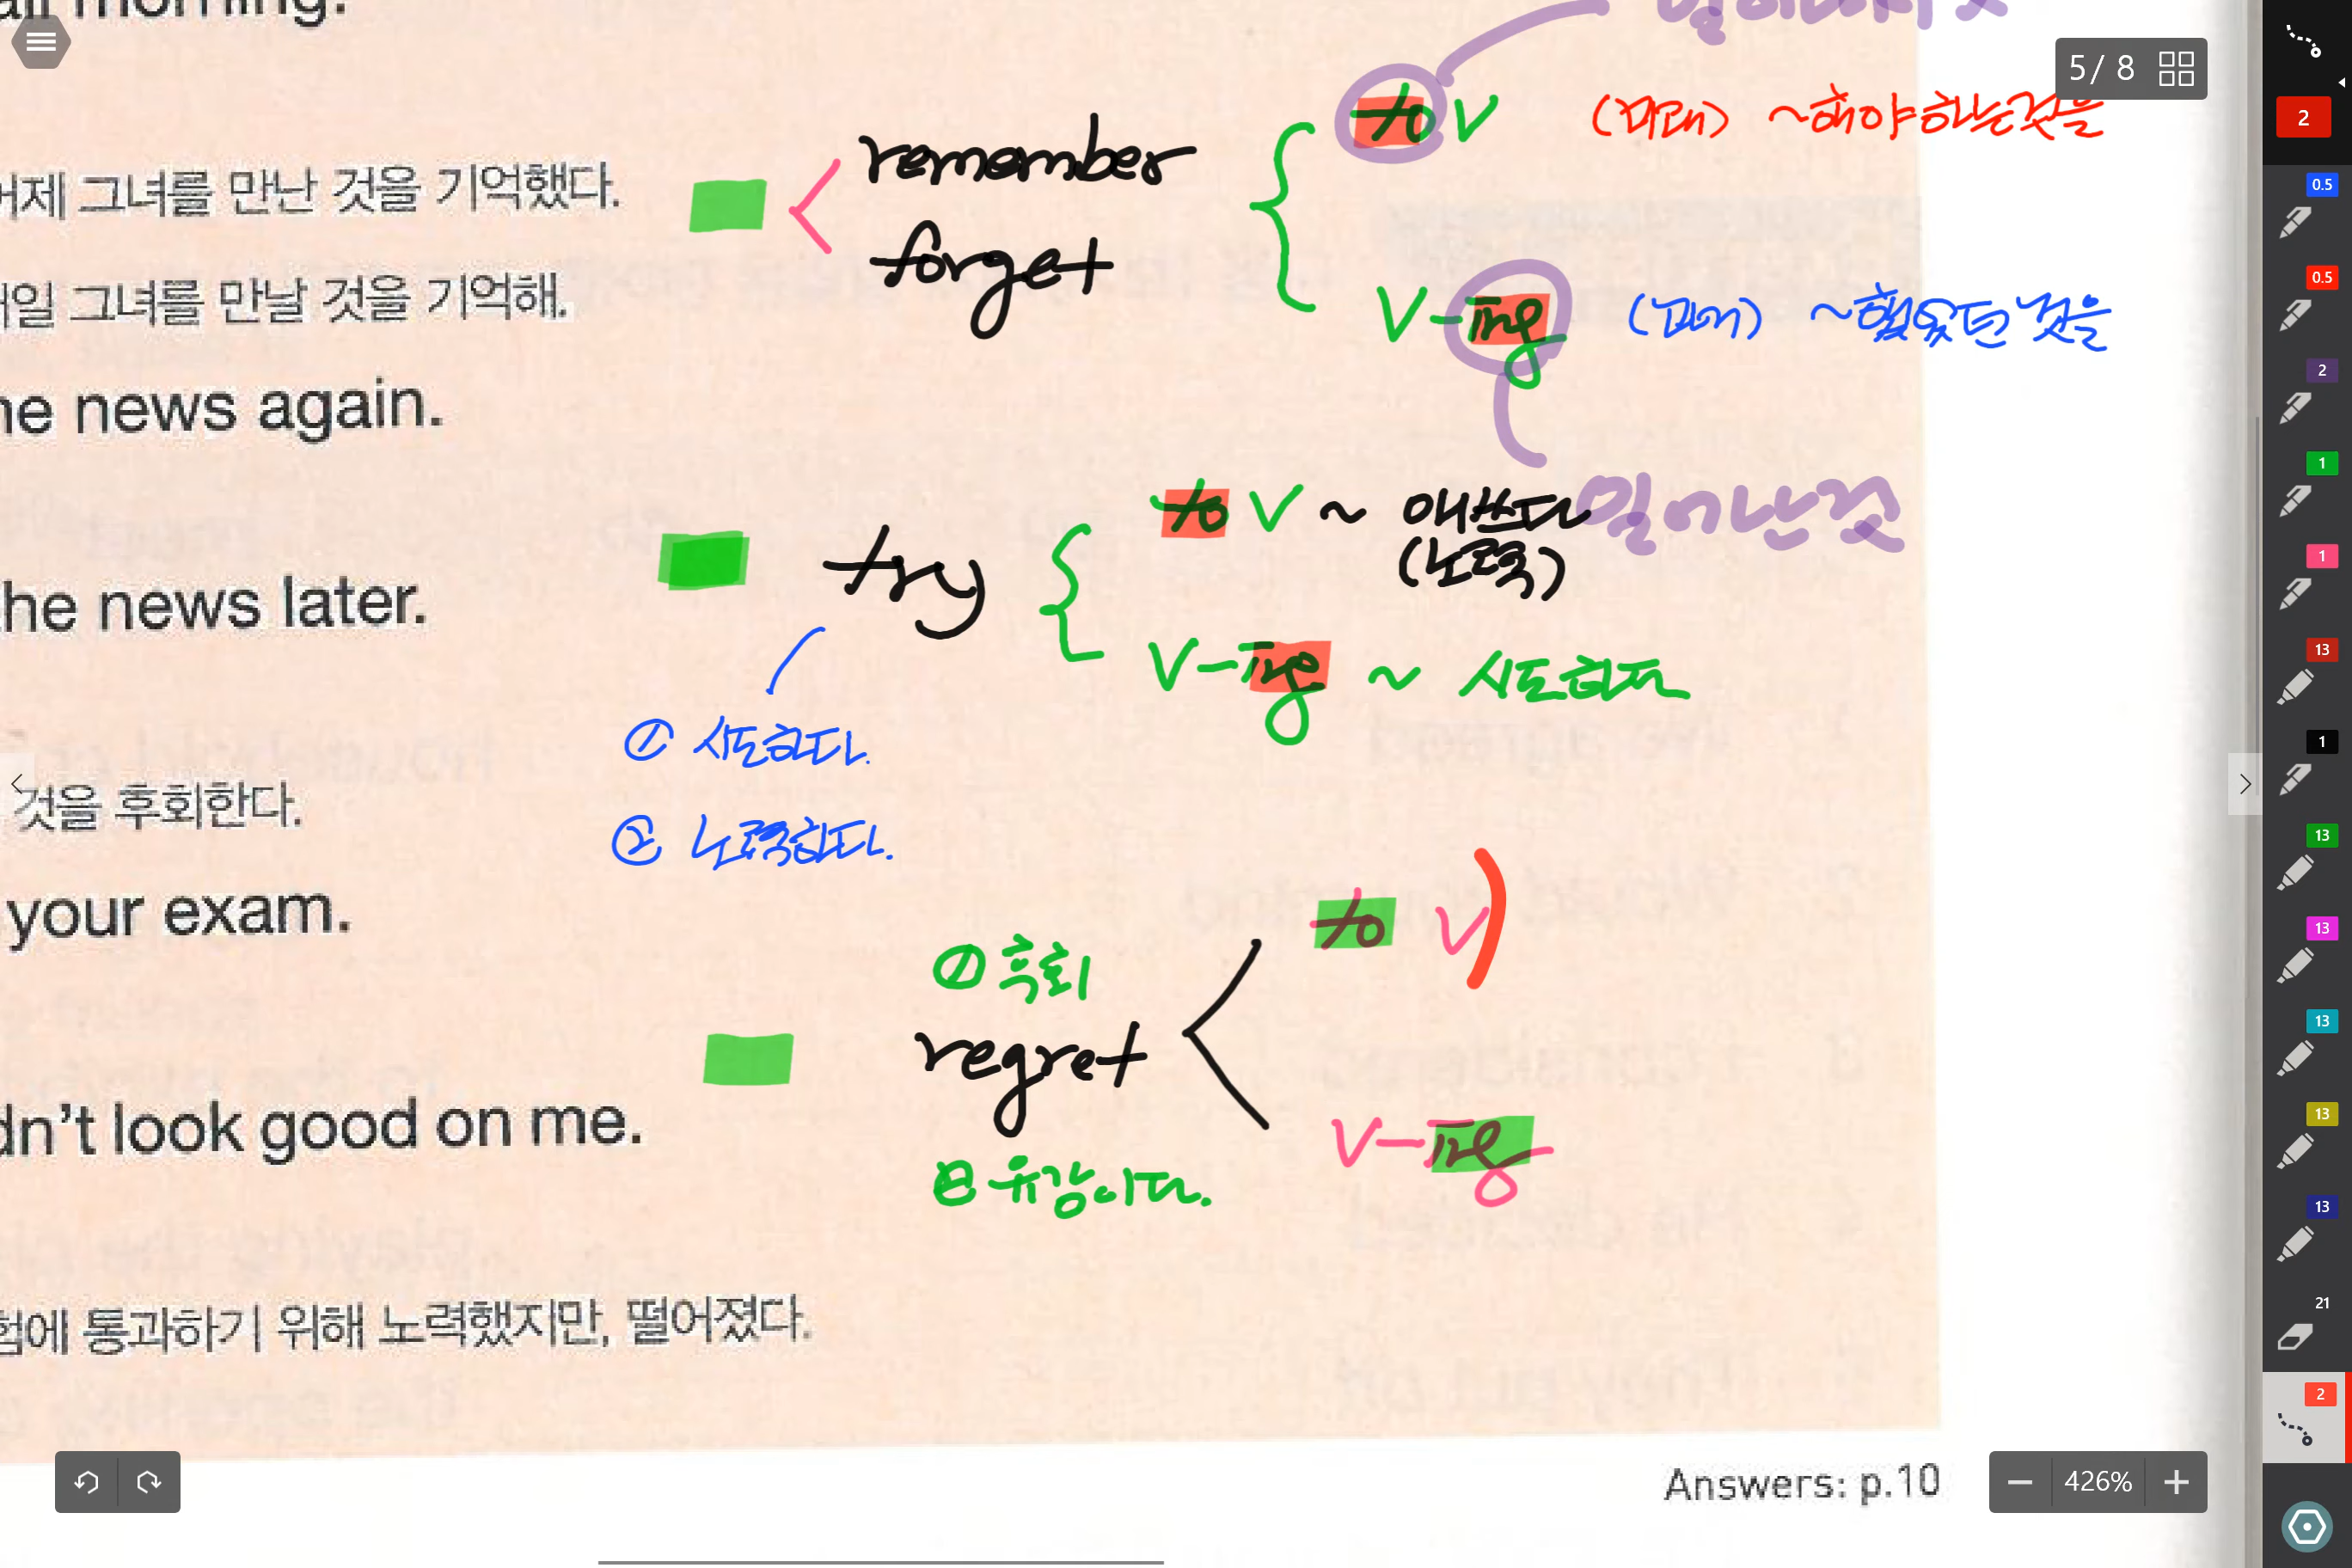 all morning.
5/ 8
to V (미래) ~해야하는것을
remember
어제 그녀를 만난 것을 기억했다.
forget
내일 그녀를 만날 것을 기억해.
V-ing (과거) ~했었던 것을
he news again.
to V ~ 애쓰다
(노력)
일어난것
try
he news later.
V-ing ~ 시도하다
① 시도하다.
것을 후회한다.
② 노력하다.
your exam.
to V
① 후회
regret
dn't look good on me.
V-ing
② 유감이다.
험에 통과하기 위해 노력했지만, 떨어졌다.
Answers: p.10
426%
2
0.5
0.5
2
1
1
13
1
13
13
13
13
13
21
2